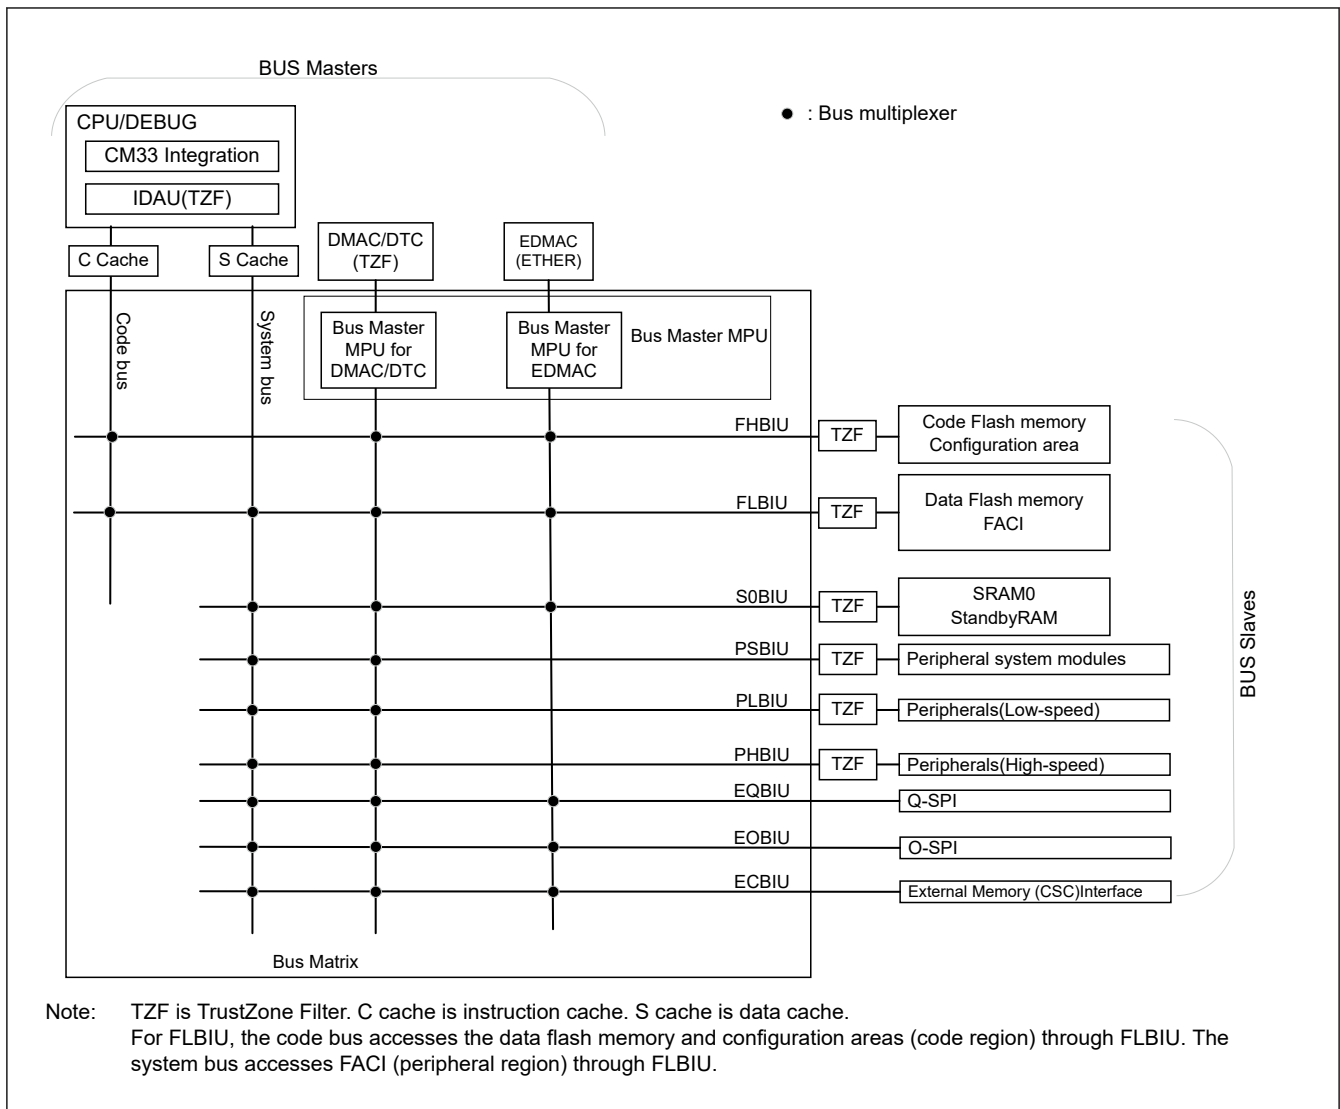 BUS Masters
: Bus multiplexer
CPU/DEBUG
CM33 Integration
IDAU(TZF)
C Cache
S Cache
DMAC/DTC
(TZF)
EDMAC
(ETHER)
Code bus
System bus
Bus Master
MPU for
DMAC/DTC
Bus Master
MPU for
EDMAC
Bus Master MPU
FHBIU
TZF
Code Flash memory
Configuration area
FLBIU
TZF
Data Flash memory
FACI
S0BIU
TZF
SRAM0
StandbyRAM
PSBIU
TZF
Peripheral system modules
PLBIU
TZF
Peripherals(Low-speed)
PHBIU
TZF
Peripherals(High-speed)
EQBIU
Q-SPI
EOBIU
O-SPI
ECBIU
External Memory (CSC)Interface
BUS Slaves
Bus Matrix
Note: TZF is TrustZone Filter. C cache is instruction cache. S cache is data cache.
For FLBIU, the code bus accesses the data flash memory and configuration areas (code region) through FLBIU. The
system bus accesses FACI (peripheral region) through FLBIU.